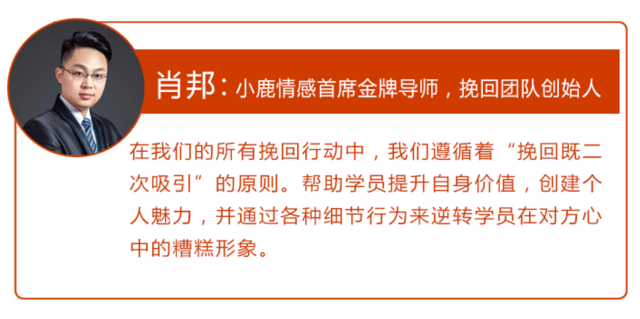 肖邦：小鹿情感首席金牌导师，挽回团队创始人
在我们的所有挽回行动中，我们遵循着“挽回既二
次吸引”的原则。帮助学员提升自身价值，创建个
人魅力，并通过各种细节行为来逆转学员在对方心
中的糟糕形象。